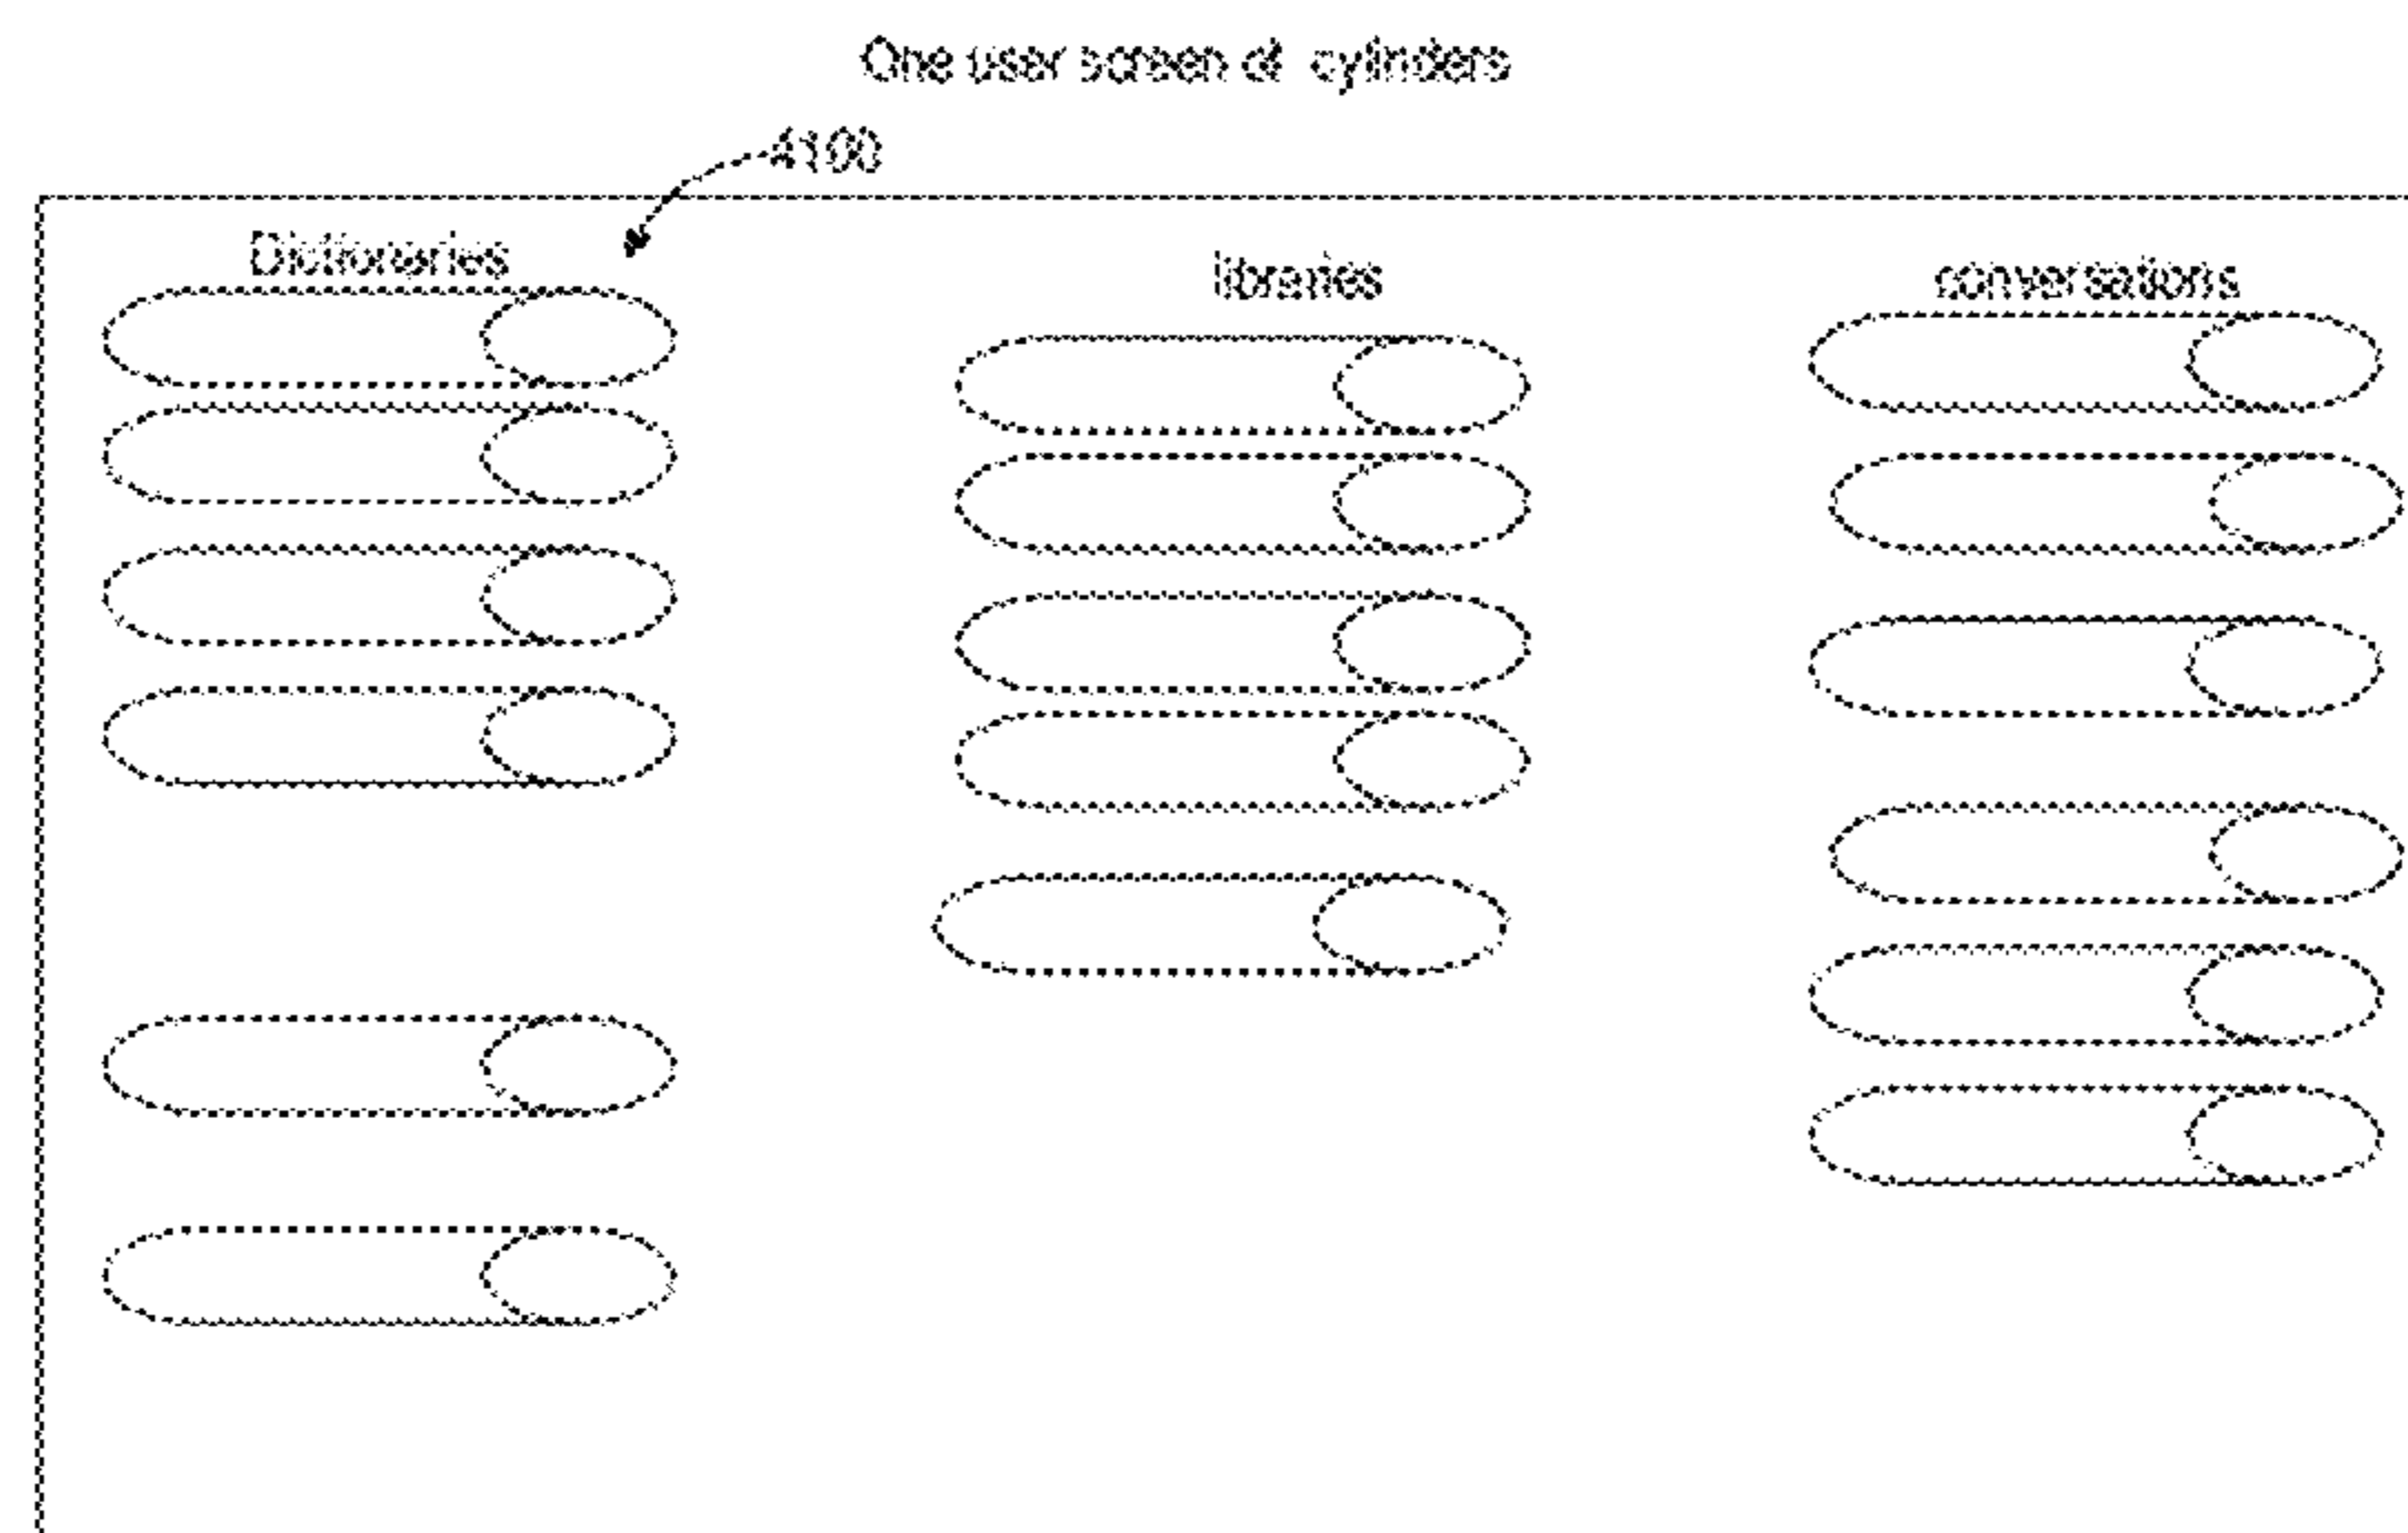 One user screen of cylinders
4100
Dictionaries
libraries
conversations